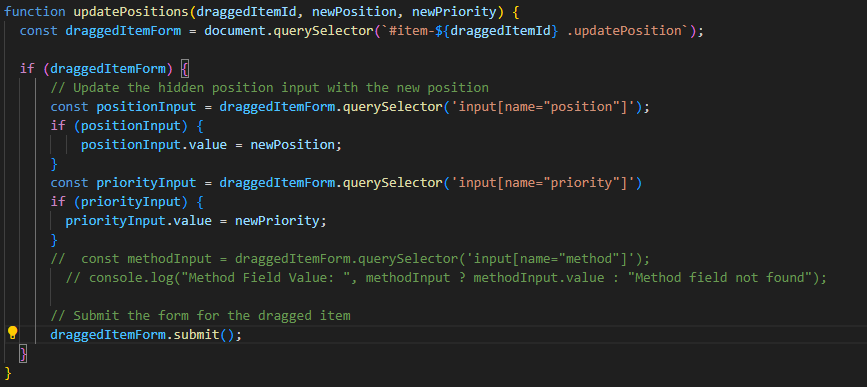 function updatePositions(draggedItemId, newPosition, newPriority) {
const draggedItemForm = document.querySelector(`#item-${draggedItemId} .updatePosition`);
if (draggedItemForm) {
// Update the hidden position input with the new position
const positionInput = draggedItemForm.querySelector('input[name="position"]');
if (positionInput) {
positionInput.value = newPosition;
}
const priorityInput = draggedItemForm.querySelector('input[name="priority"]')
if (priorityInput) {
priorityInput.value = newPriority;
}
//  const methodInput = draggedItemForm.querySelector('input[name="method"]');
// console.log("Method Field Value: ", methodInput ? methodInput.value : "Method field not found");
// Submit the form for the dragged item
draggedItemForm.submit();
}
}